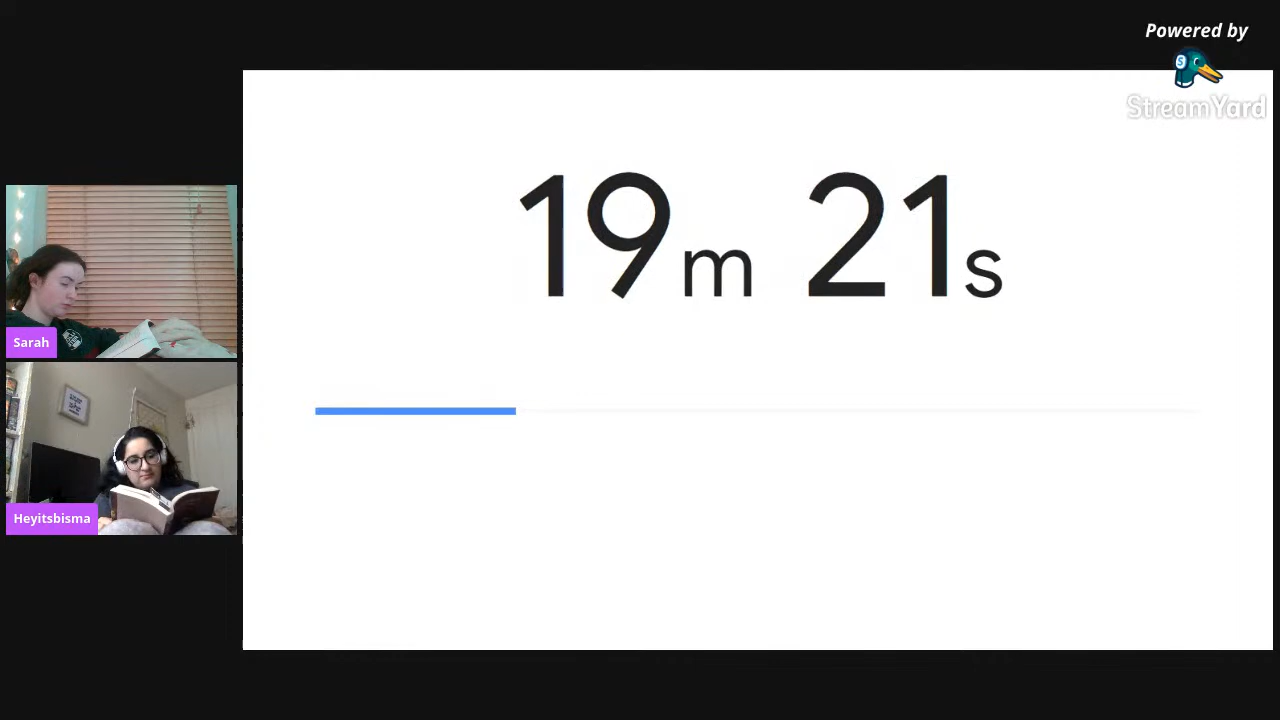 Powered by
StreamYard
19m 21s
Sarah
Heyitsbisma